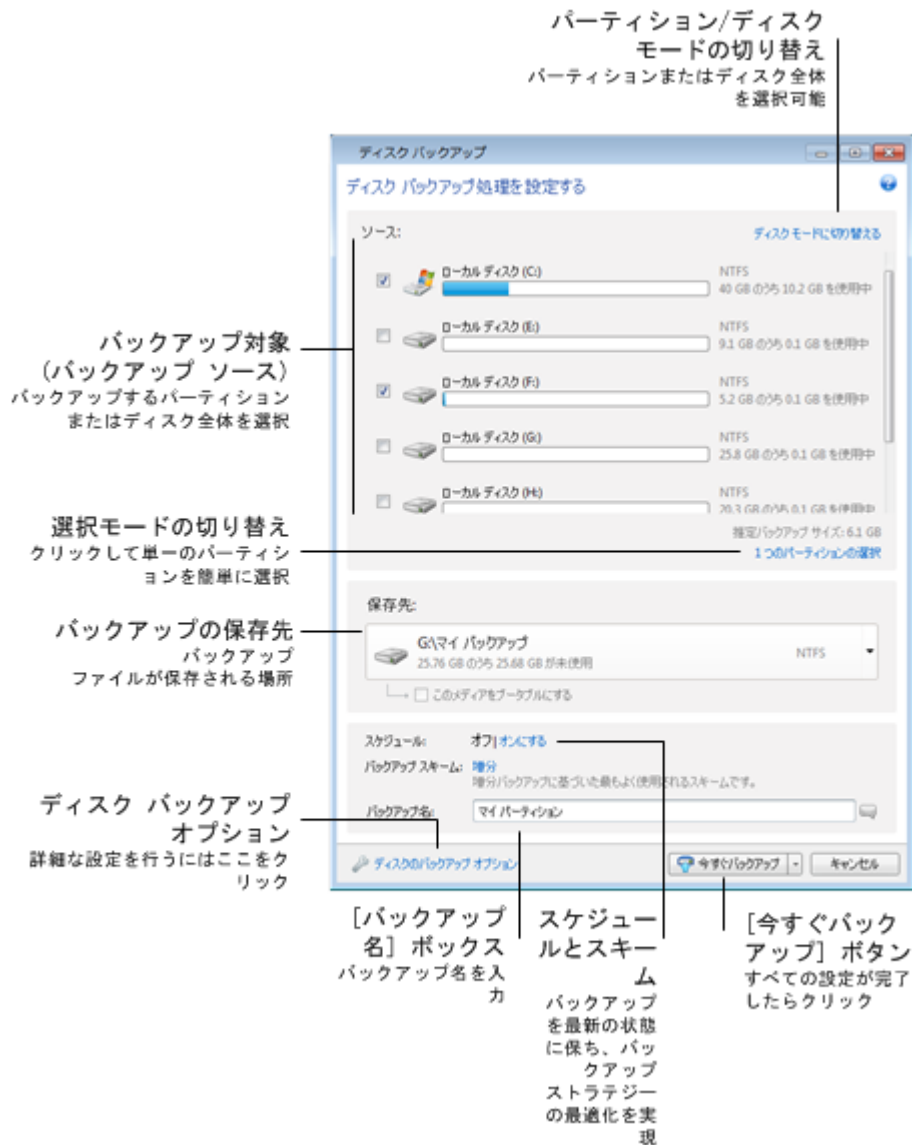 パーティション/ディスク
モードの切り替え
パーティションまたはディスク全体
を選択可能
ディスク バックアップ
ディスク バックアップ処理を設定する
ソース:
ディスク モードに切り替える
ローカル ディスク (C:)
NTFS
40 GB のうち 10.2 GB を使用中
ローカル ディスク (E:)
NTFS
9.1 GB のうち 0.1 GB を使用中
ローカル ディスク (F:)
NTFS
5.2 GB のうち 0.1 GB を使用中
ローカル ディスク (G:)
NTFS
25.8 GB のうち 0.1 GB を使用中
ローカル ディスク (H:)
NTFS
20.3 GB のうち 0.1 GB を使用中
推定バックアップ サイズ: 6.1 GB
1 つのパーティションの選択
バックアップ対象
(バックアップ ソース)
バックアップするパーティション
またはディスク全体を選択
選択モードの切り替え
クリックして単一のパーティシ
ョンを簡単に選択
バックアップの保存先
バックアップ
ファイルが保存される場所
保存先:
G:\マイ バックアップ
25.76 GB のうち 25.68 GB が未使用
NTFS
このメディアをブータブルにする
スケジュール:
オフ|オンにする
バックアップ スキーム:
増分
増分バックアップに基づいた最もよく使用されるスキームです。
バックアップ名:
マイ パーティション
ディスク バックアップ
オプション
詳細な設定を行うにはここをク
リック
ディスクのバックアップ オプション
今すぐバックアップ
キャンセル
[バックアップ
名] ボックス
バックアップ名を入
力
スケジュー
ルとスキー
ム
バックアップ
を最新の状態
に保ち、バッ
クアップ
ストラテジー
の最適化を実
現
[今すぐバック
アップ] ボタン
すべての設定が完了
したらクリック